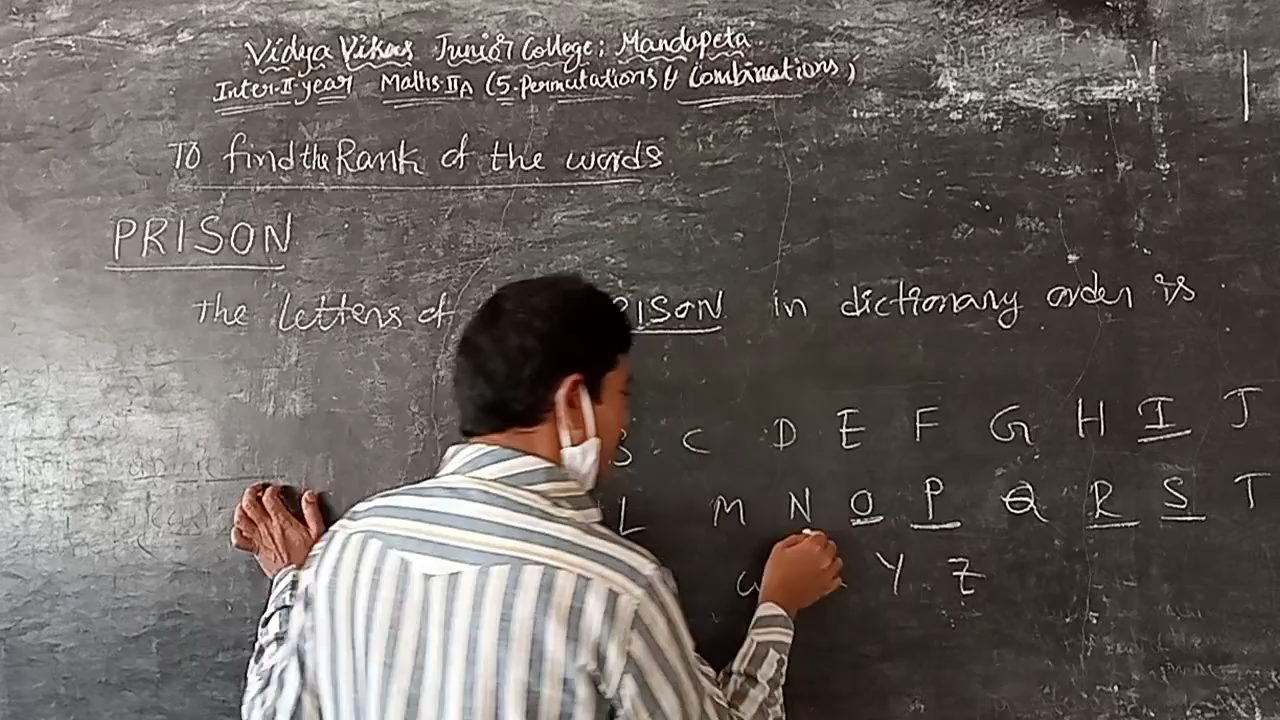 Vidya Vikas Junior College; Mandapeta
Inter-II-year Maths-IIA (5. Permutations & Combinations)
To find the Rank of the words
PRISON
The letters of PRISON in dictionary order is
B C D E F G H I J
L M N O P Q R S T
Y Z